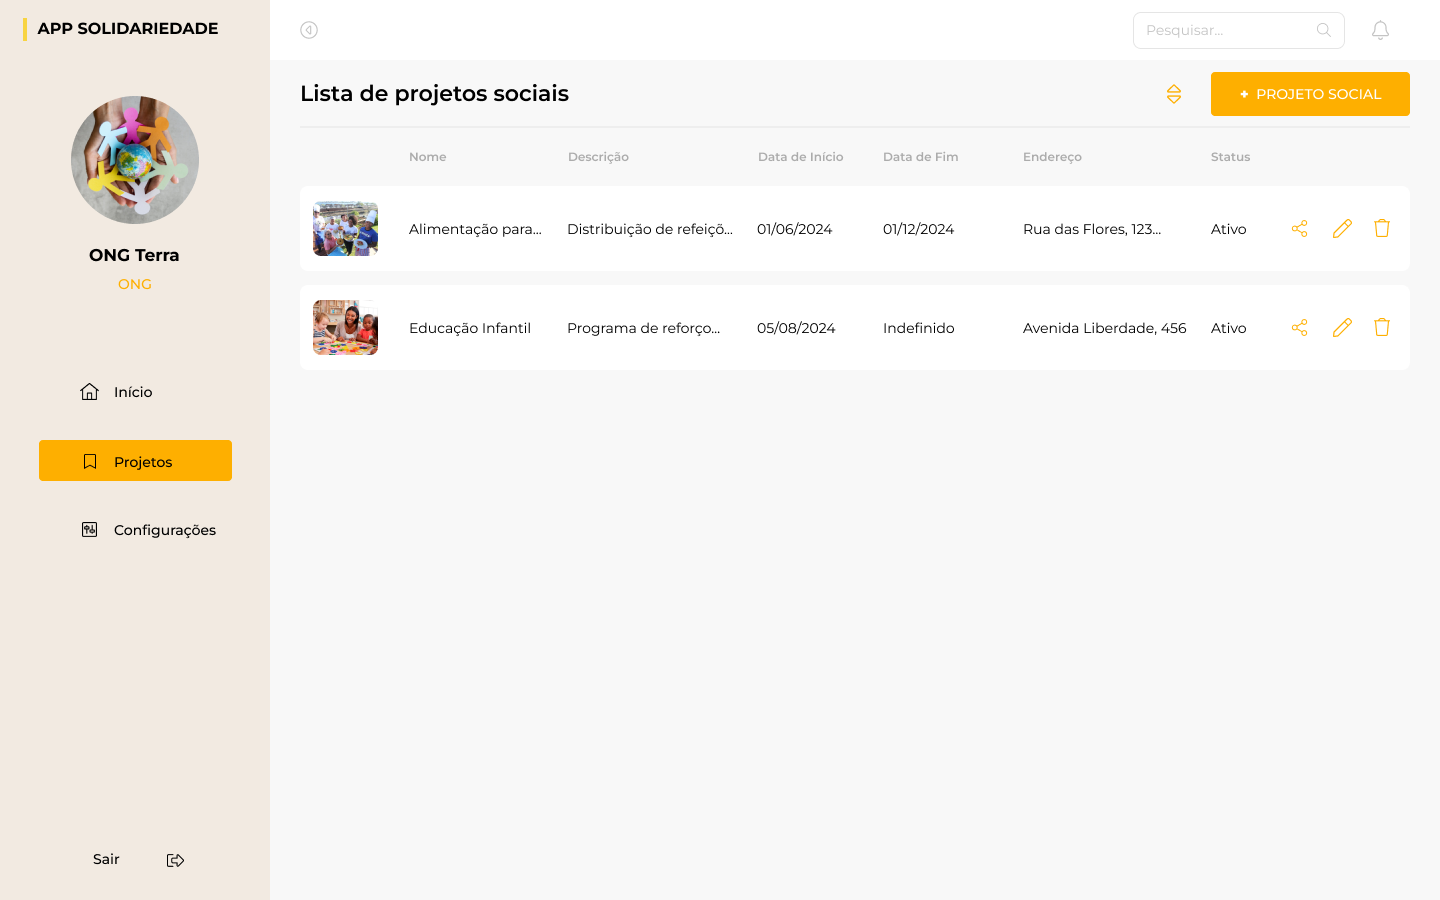 APP SOLIDARIEDADE
Pesquisar...
Lista de projetos sociais
+ PROJETO SOCIAL
Nome Descrição Data de Início Data de Fim Endereço Status
Alimentação para... Distribuição de refeiçõ... 01/06/2024 01/12/2024 Rua das Flores, 123... Ativo
Educação Infantil Programa de reforço... 05/08/2024 Indefinido Avenida Liberdade, 456 Ativo
ONG Terra
ONG
Início
Projetos
Configurações
Sair